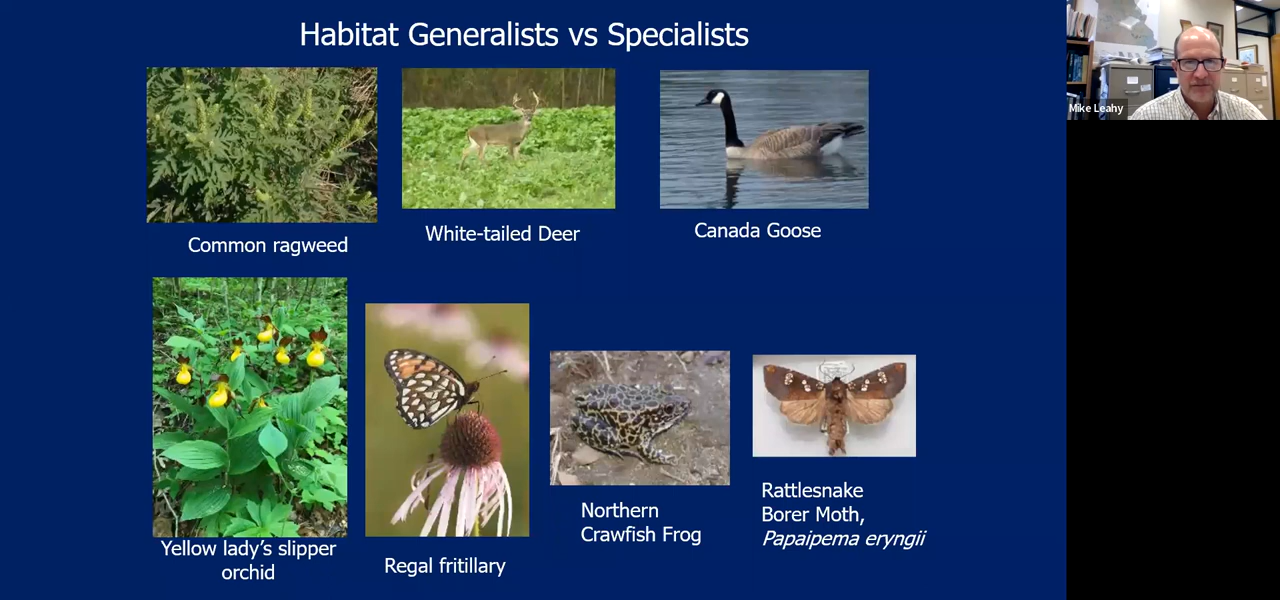 Habitat Generalists vs Specialists
Mike Leahy
Common ragweed
White-tailed Deer
Canada Goose
Yellow lady's slipper
orchid
Regal fritillary
Northern
Crawfish Frog
Rattlesnake
Borer Moth,
Papaipema eryngii